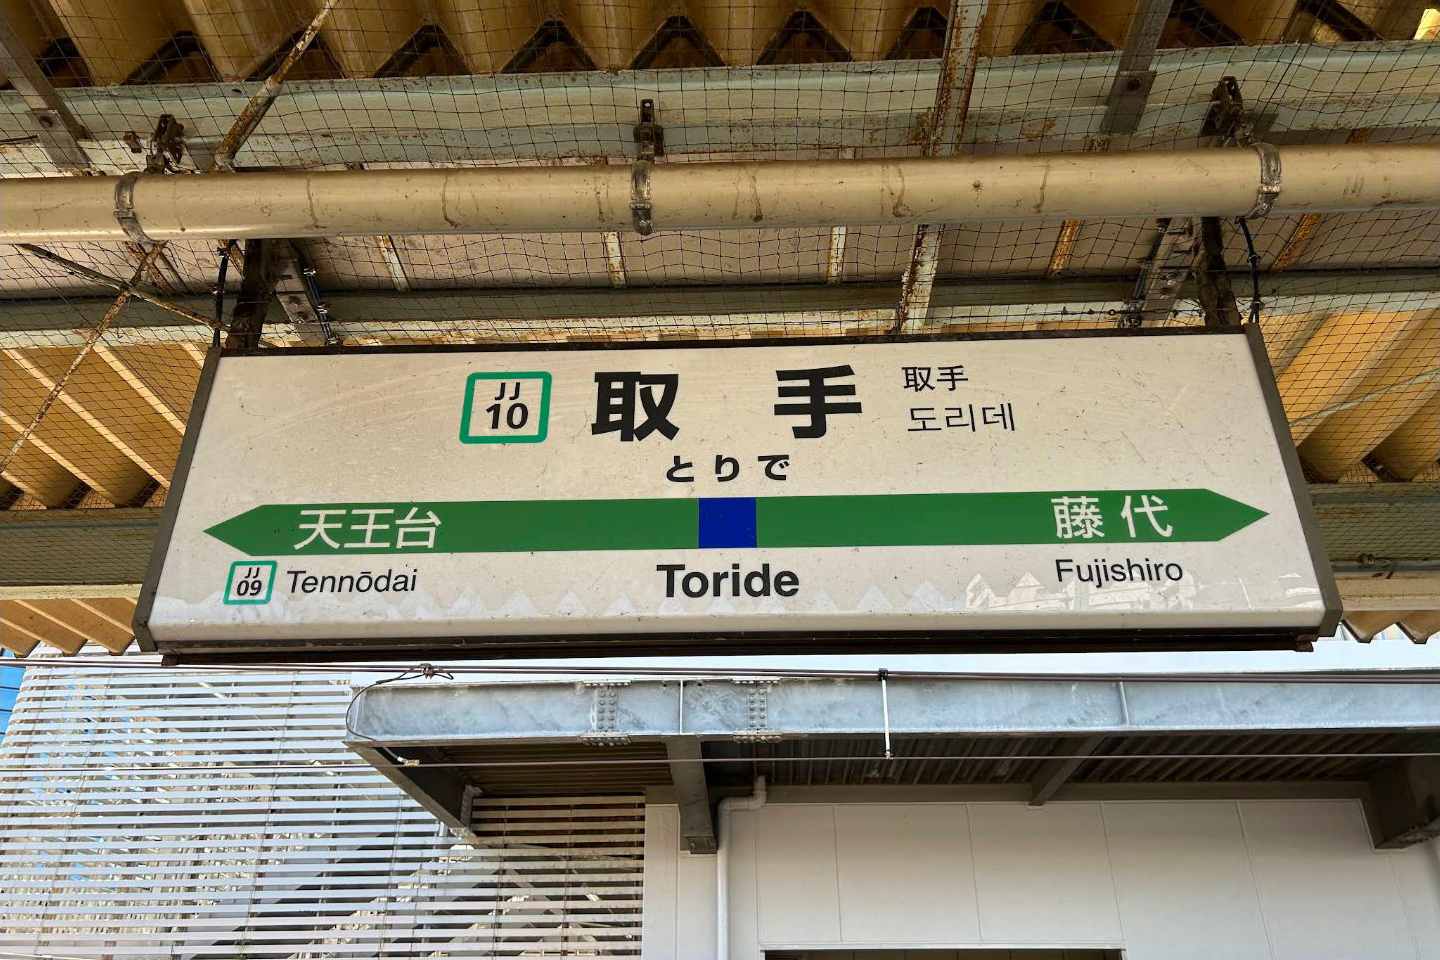 JJ
10
取手
取手
도리데
とりで
天王台
藤代
JJ
09
Tennōdai
Toride
Fujishiro